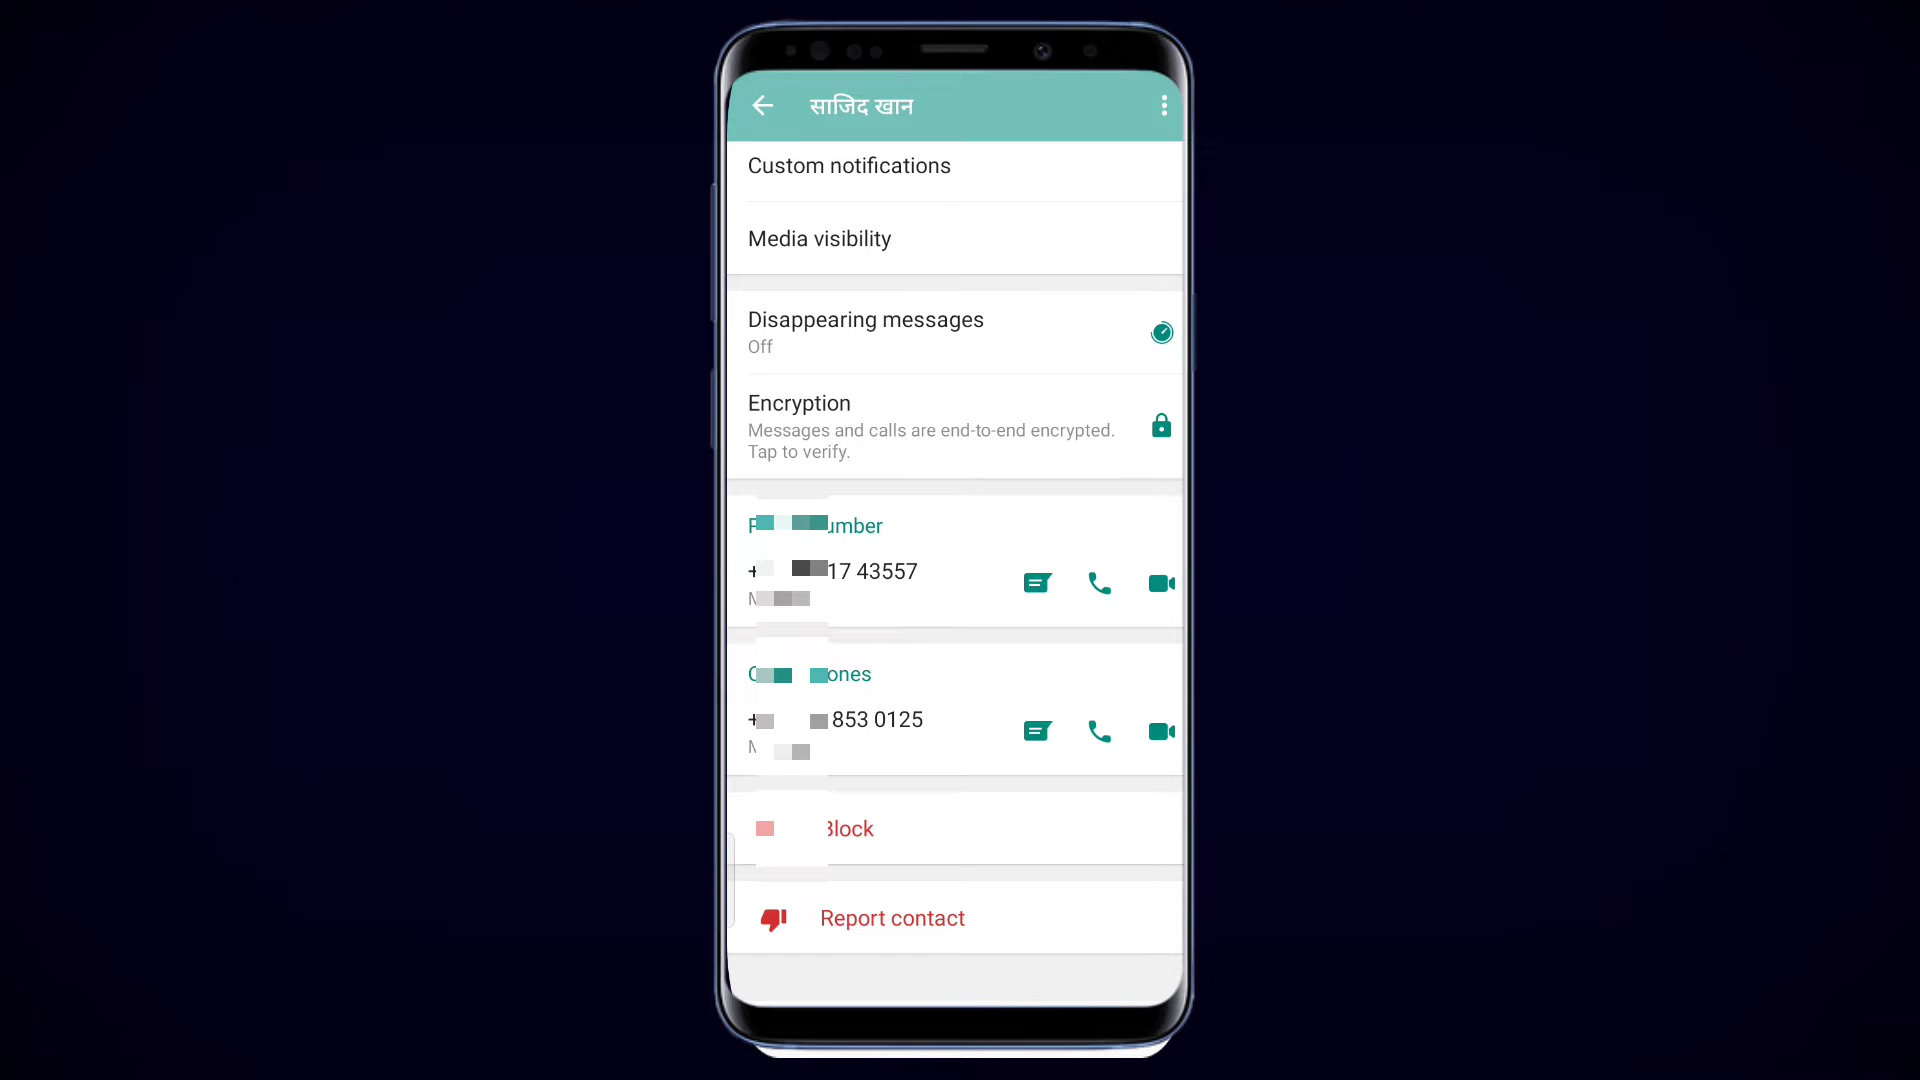 साजिद खान
Custom notifications
Media visibility
Disappearing messages
Off
Encryption
Messages and calls are end-to-end encrypted.
Tap to verify.
umber
17 43557
ones
853 0125
Block
Report contact